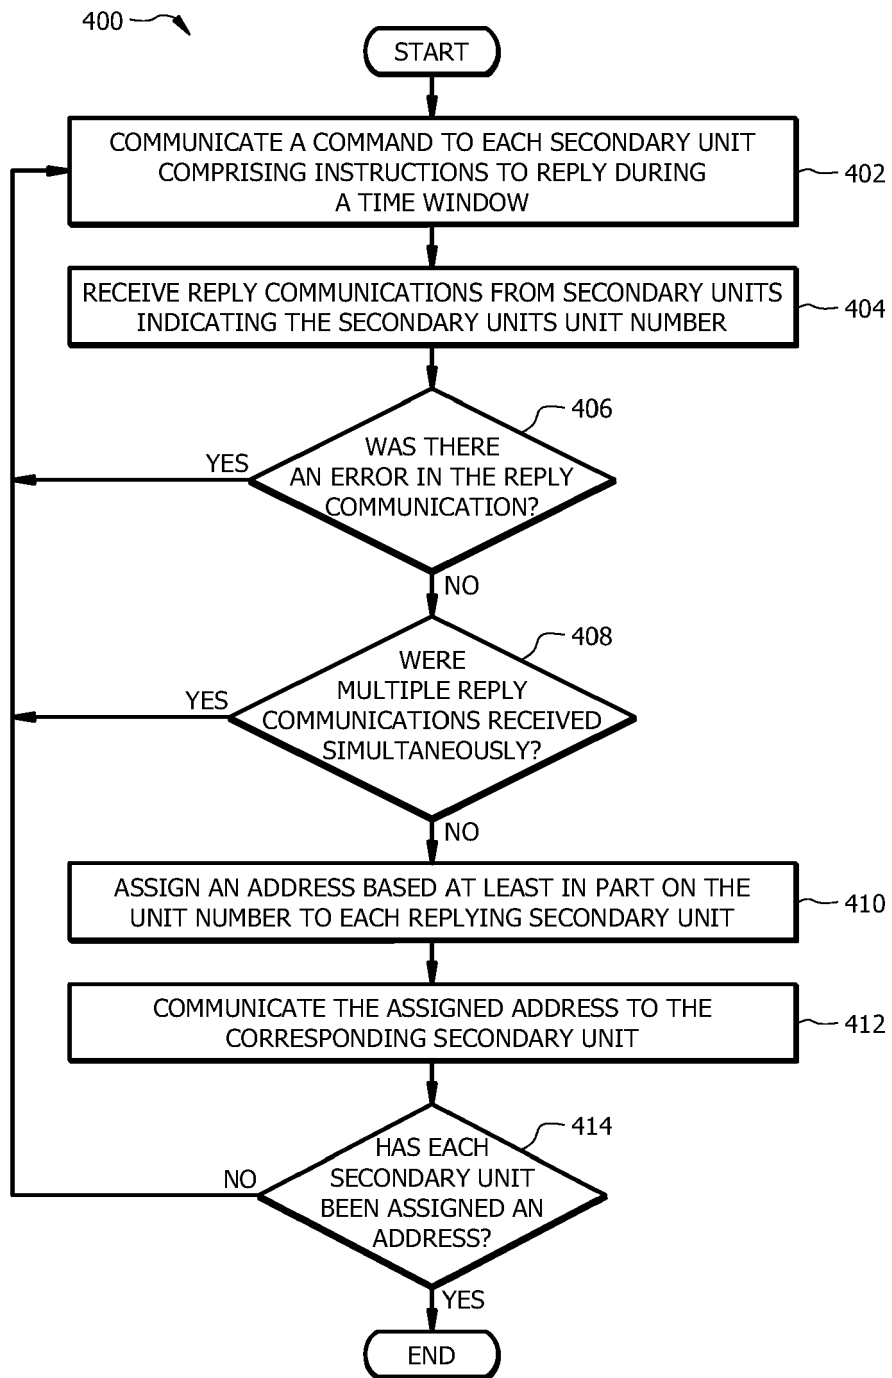 400
START
COMMUNICATE A COMMAND TO EACH SECONDARY UNIT
COMPRISING INSTRUCTIONS TO REPLY DURING
A TIME WINDOW
402
RECEIVE REPLY COMMUNICATIONS FROM SECONDARY UNITS
INDICATING THE SECONDARY UNITS UNIT NUMBER
404
406
WAS THERE
AN ERROR IN THE REPLY
COMMUNICATION?
YES
NO
408
WERE
MULTIPLE REPLY
COMMUNICATIONS RECEIVED
SIMULTANEOUSLY?
YES
NO
ASSIGN AN ADDRESS BASED AT LEAST IN PART ON THE
UNIT NUMBER TO EACH REPLYING SECONDARY UNIT
410
COMMUNICATE THE ASSIGNED ADDRESS TO THE
CORRESPONDING SECONDARY UNIT
412
414
HAS EACH
SECONDARY UNIT
BEEN ASSIGNED AN
ADDRESS?
NO
YES
END